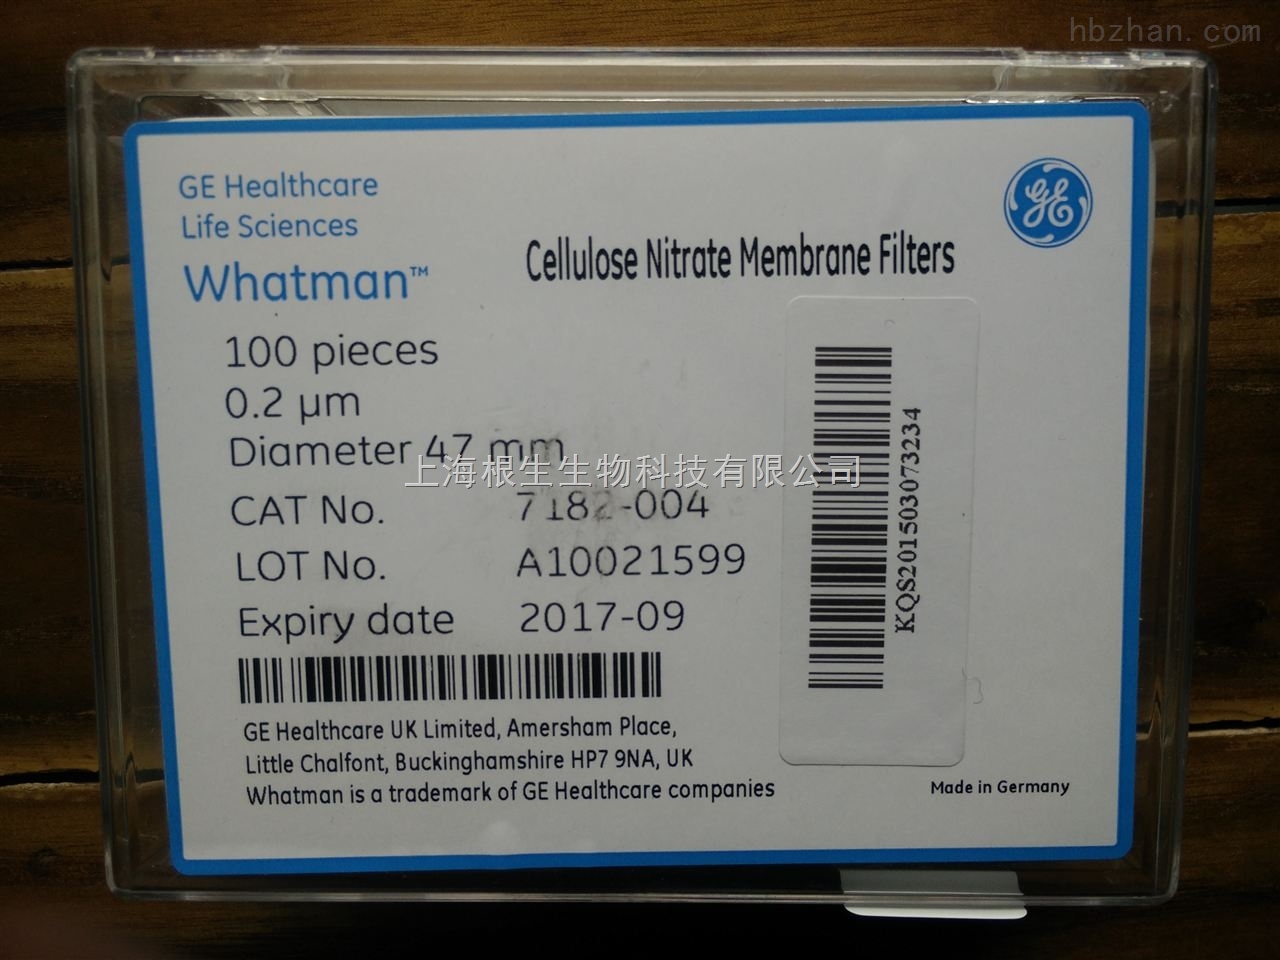 hbzhan.com
GE Healthcare
Life Sciences
Whatman™
GE
Cellulose Nitrate Membrane Filters
100 pieces
0.2 µm
Diameter 47 mm
上海根生生物科技有限公司
CAT No. 7182-004
LOT No. A10021599
Expiry date 2017-09
KQS201503073234
GE Healthcare UK Limited, Amersham Place,
Little Chalfont, Buckinghamshire HP7 9NA, UK
Whatman is a trademark of GE Healthcare companies
Made in Germany